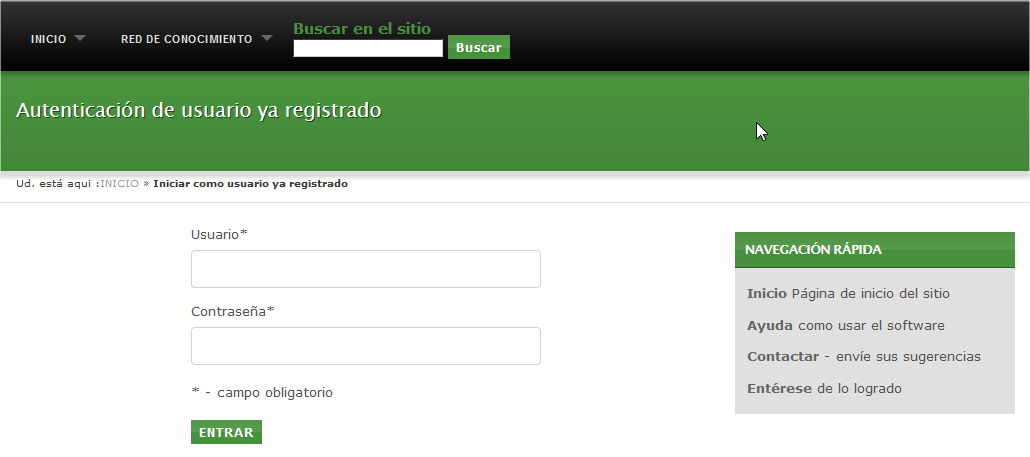 INICIO
RED DE CONOCIMIENTO
Buscar en el sitio
Buscar
Autenticación de usuario ya registrado
Ud. está aqui :INICIO » Iniciar como usuario ya registrado
Usuario*
Contraseña*
* - campo obligatorio
ENTRAR
NAVEGACIÓN RÁPIDA
Inicio Página de inicio del sitio
Ayuda como usar el software
Contactar - envíe sus sugerencias
Entérese de lo logrado